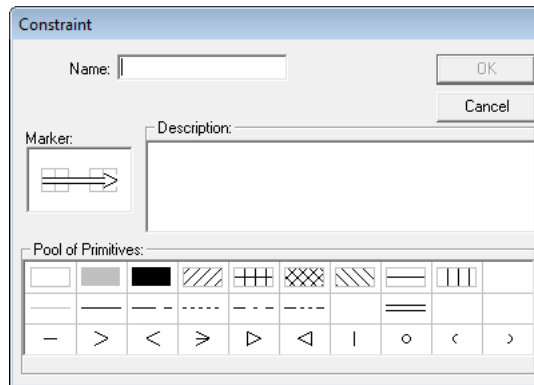 Constraint
Name:
OK
Cancel
Marker:
Description:
Pool of Primitives: